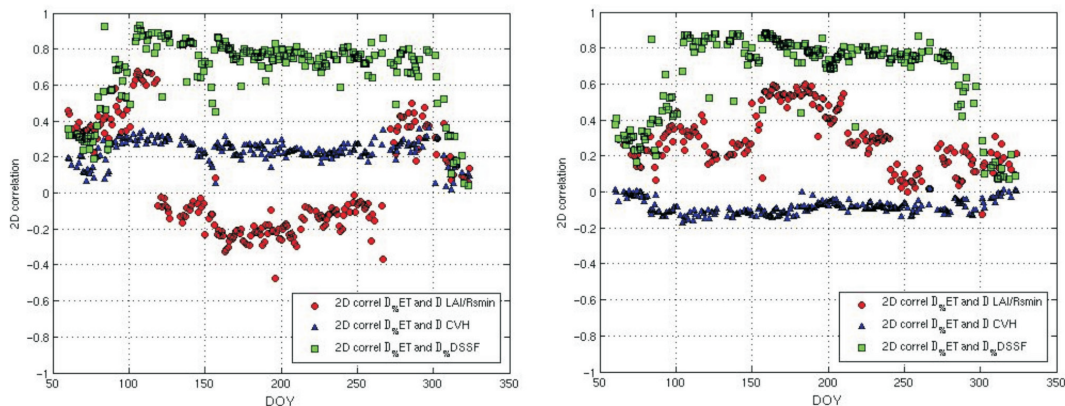 1
0.8
0.6
0.4
0.2
0
-0.2
-0.4
-0.6
-0.8
-1
2D correlation
50 100 150 200 250 300 350
DOY
2D correl D%ET and D LAI/Rsmin
2D correl D%ET and D CVH
2D correl D%ET and D%DSSF
1
0.8
0.6
0.4
0.2
0
-0.2
-0.4
-0.6
-0.8
-1
2D correlation
50 100 150 200 250 300 350
DOY
2D correl D%ET and D LAI/Rsmin
2D correl D%ET and D CVH
2D correl D%ET and D%DSSF